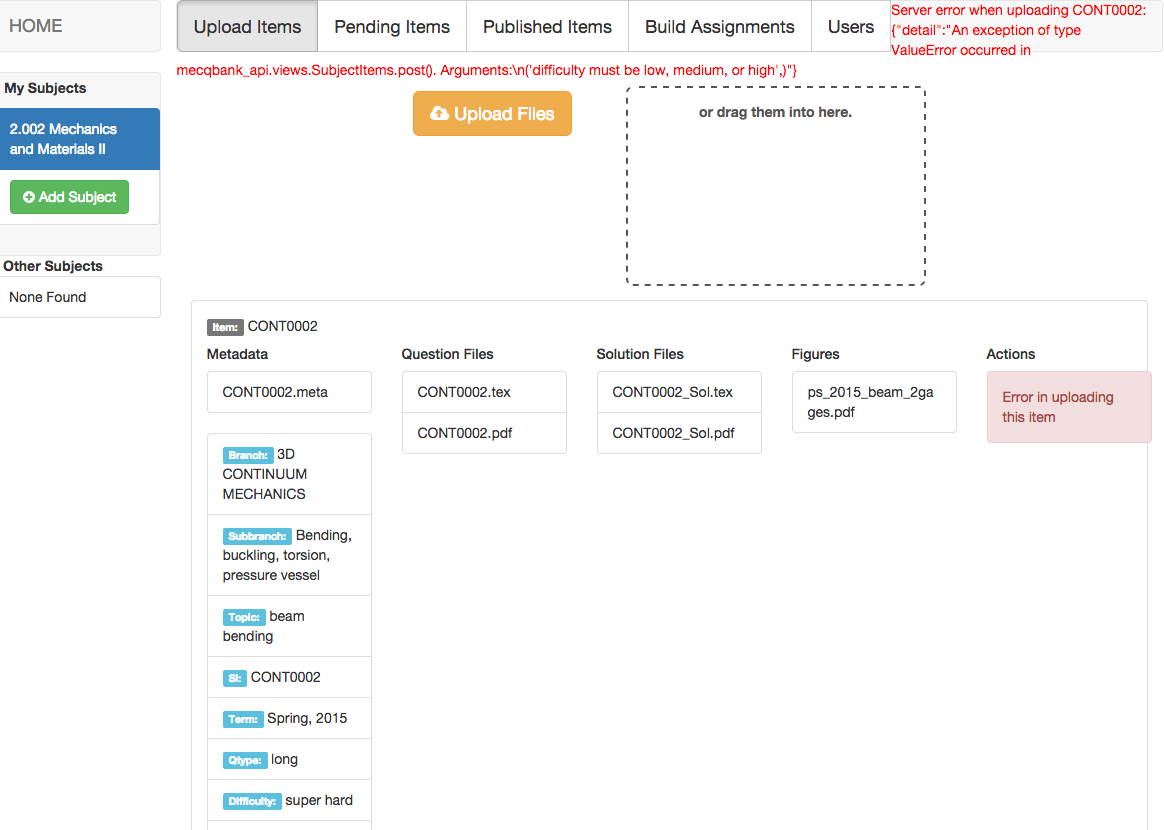 HOME
Upload Items
Pending Items
Published Items
Build Assignments
Users
Server error when uploading CONT0002:
{"detail":"An exception of type
ValueError occurred in
mecqbank_api.views.SubjectItems.post(). Arguments:\n('difficulty must be low, medium, or high',)"}
My Subjects
2.002 Mechanics
and Materials II
Add Subject
Other Subjects
None Found
Upload Files
or drag them into here.
Item: CONT0002
Metadata
CONT0002.meta
Branch: 3D
CONTINUUM
MECHANICS
Subbranch: Bending,
buckling, torsion,
pressure vessel
Topic: beam
bending
SI: CONT0002
Term: Spring, 2015
Qtype: long
Difficulty: super hard
Question Files
CONT0002.tex
CONT0002.pdf
Solution Files
CONT0002_Sol.tex
CONT0002_Sol.pdf
Figures
ps_2015_beam_2ga
ges.pdf
Actions
Error in uploading
this item